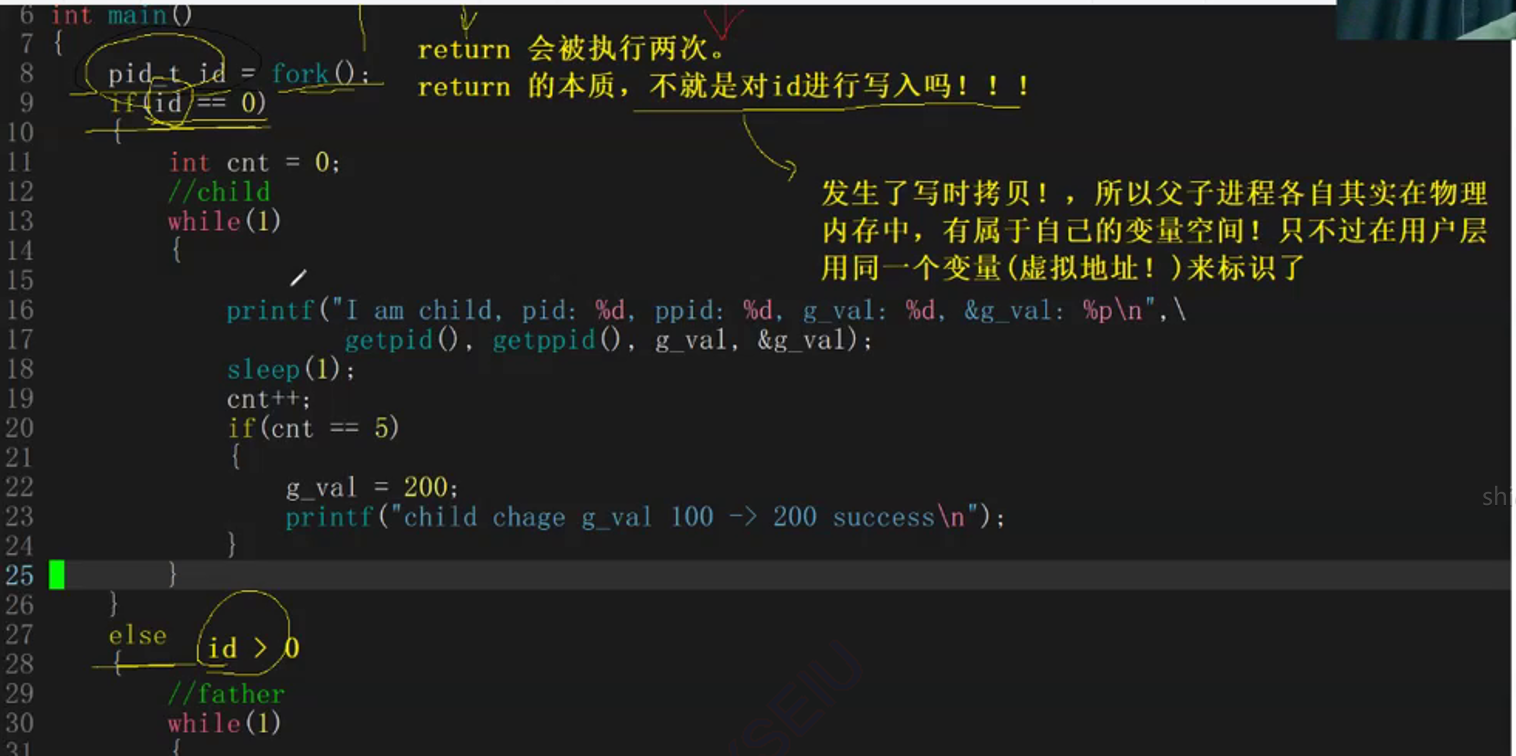 6 int main()
7 {
return 会被执行两次。
8 pid_t id = fork();
return 的本质，不就是对id进行写入吗！！！
9 if(id == 0)
10 {
11 int cnt = 0;
12 //child
发生了写时拷贝！，所以父子进程各自其实在物理
13 while(1)
内存中，有属于自己的变量空间！只不过在用户层
14 {
用同一个变量(虚拟地址！)来标识了
15
16 printf("I am child, pid: %d, ppid: %d, g_val: %d, &g_val: %p\n",\
17 getpid(), getppid(), g_val, &g_val);
18 sleep(1);
19 cnt++;
20 if(cnt == 5)
21 {
22 g_val = 200;
23 printf("child chage g_val 100 -> 200 success\n");
24 }
25 }
26 }
27 else
id > 0
28 {
29 //father
30 while(1)
31 {